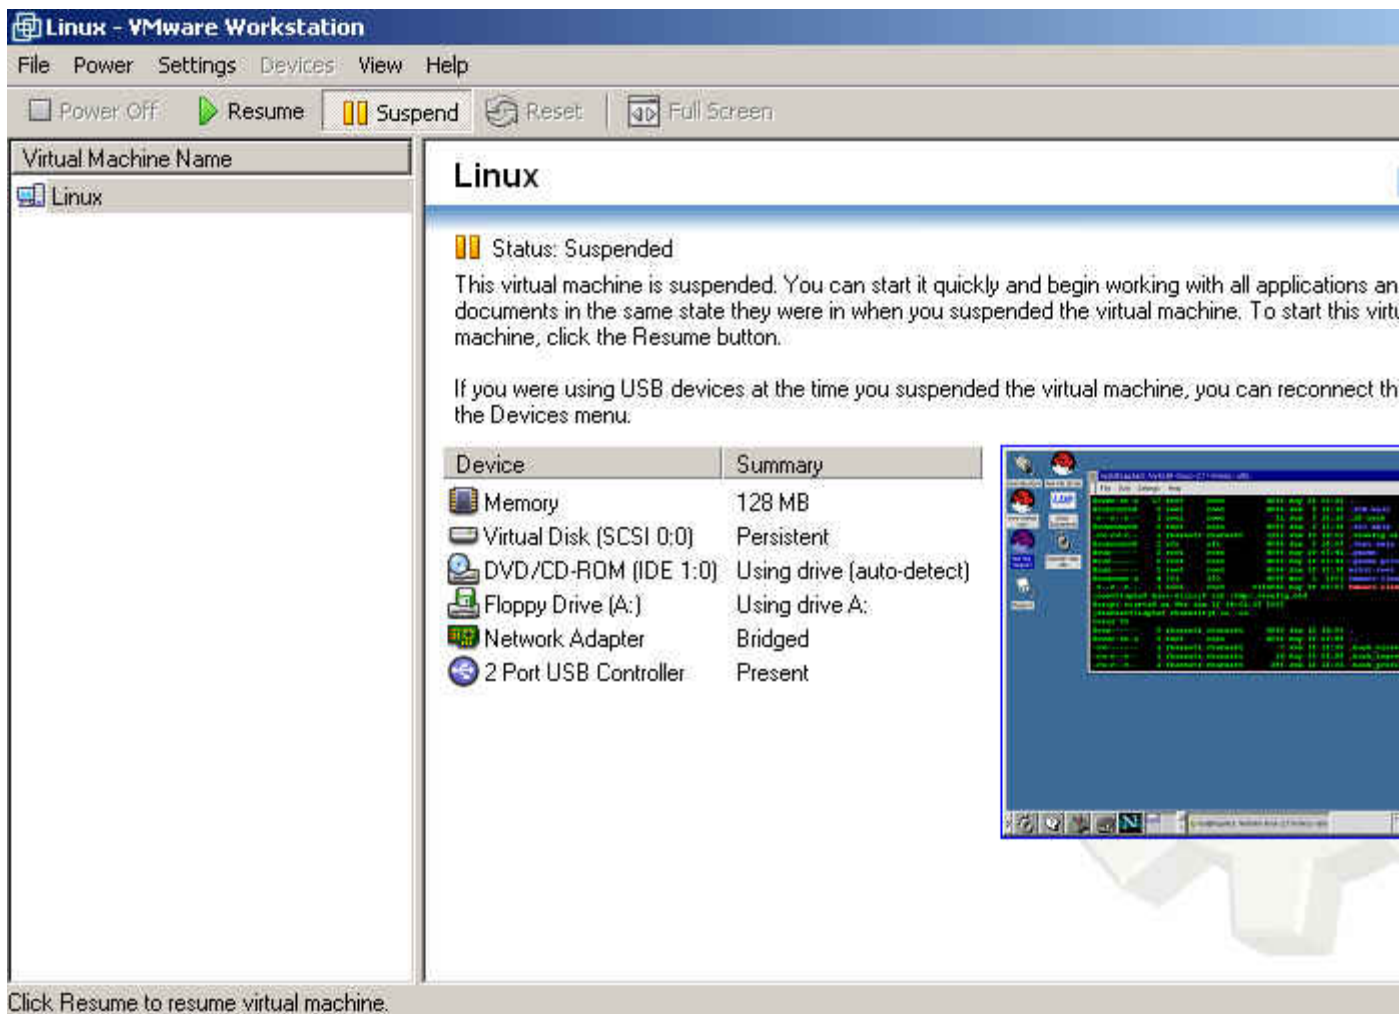 Linux - VMware Workstation
File Power Settings Devices View Help
Power Off Resume Suspend Reset Full Screen
Virtual Machine Name
Linux
Linux
Status: Suspended
This virtual machine is suspended. You can start it quickly and begin working with all applications an
documents in the same state they were in when you suspended the virtual machine. To start this virtu
machine, click the Resume button.
If you were using USB devices at the time you suspended the virtual machine, you can reconnect th
the Devices menu.
Device Summary
Memory 128 MB
Virtual Disk (SCSI 0:0) Persistent
DVD/CD-ROM (IDE 1:0) Using drive (auto-detect)
Floppy Drive (A:) Using drive A:
Network Adapter Bridged
2 Port USB Controller Present
Click Resume to resume virtual machine.